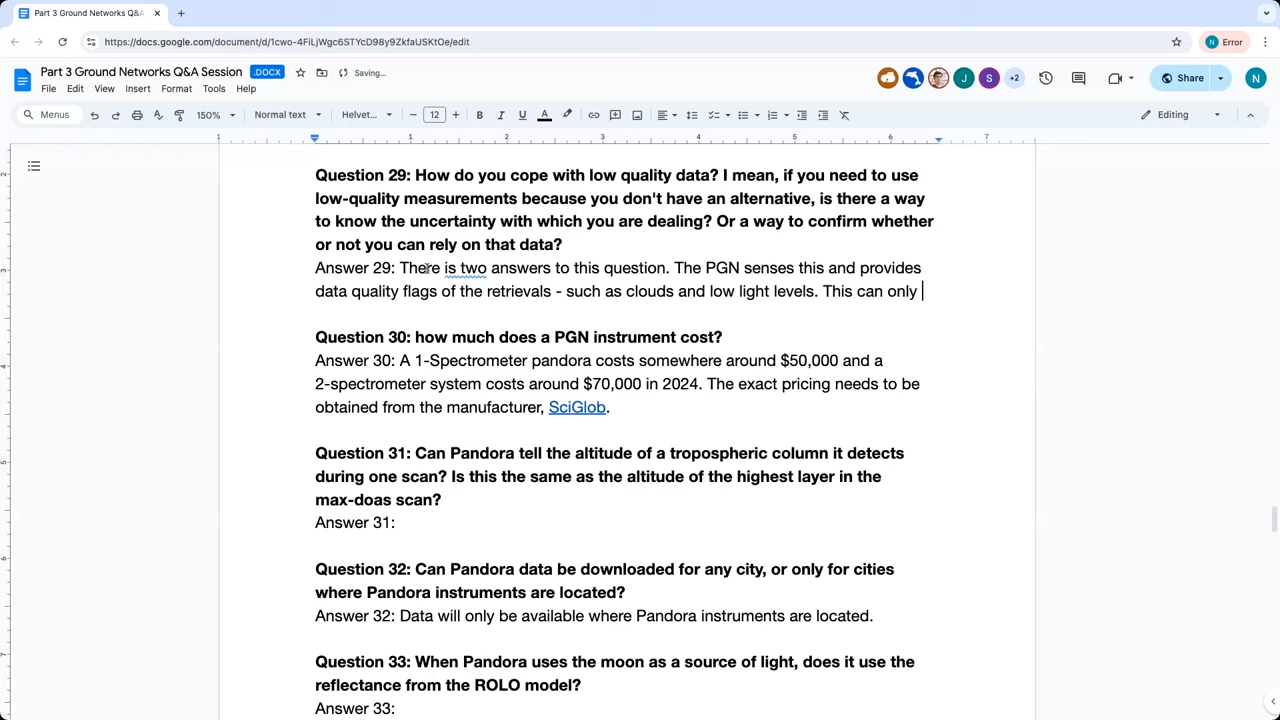 Part 3 Ground Networks Q&A
https://docs.google.com/document/d/1cwo-4FiLjWgc6STYcD98y9ZkfaUSKtOe/edit
N Error
Part 3 Ground Networks Q&A Session .DOCX Saving...
J S +2 Share N
File Edit View Insert Format Tools Help
Menus 150% Normal text Helvet... 12 B I U A Editing
1 1 2 3 4 5 6 7
Question 29: How do you cope with low quality data? I mean, if you need to use
low-quality measurements because you don't have an alternative, is there a way
to know the uncertainty with which you are dealing? Or a way to confirm whether
or not you can rely on that data?
Answer 29: There is two answers to this question. The PGN senses this and provides
data quality flags of the retrievals - such as clouds and low light levels. This can only
Question 30: how much does a PGN instrument cost?
Answer 30: A 1-Spectrometer pandora costs somewhere around $50,000 and a
2-spectrometer system costs around $70,000 in 2024. The exact pricing needs to be
obtained from the manufacturer, SciGlob.
Question 31: Can Pandora tell the altitude of a tropospheric column it detects
during one scan? Is this the same as the altitude of the highest layer in the
max-doas scan?
Answer 31:
Question 32: Can Pandora data be downloaded for any city, or only for cities
where Pandora instruments are located?
Answer 32: Data will only be available where Pandora instruments are located.
Question 33: When Pandora uses the moon as a source of light, does it use the
reflectance from the ROLO model?
Answer 33: